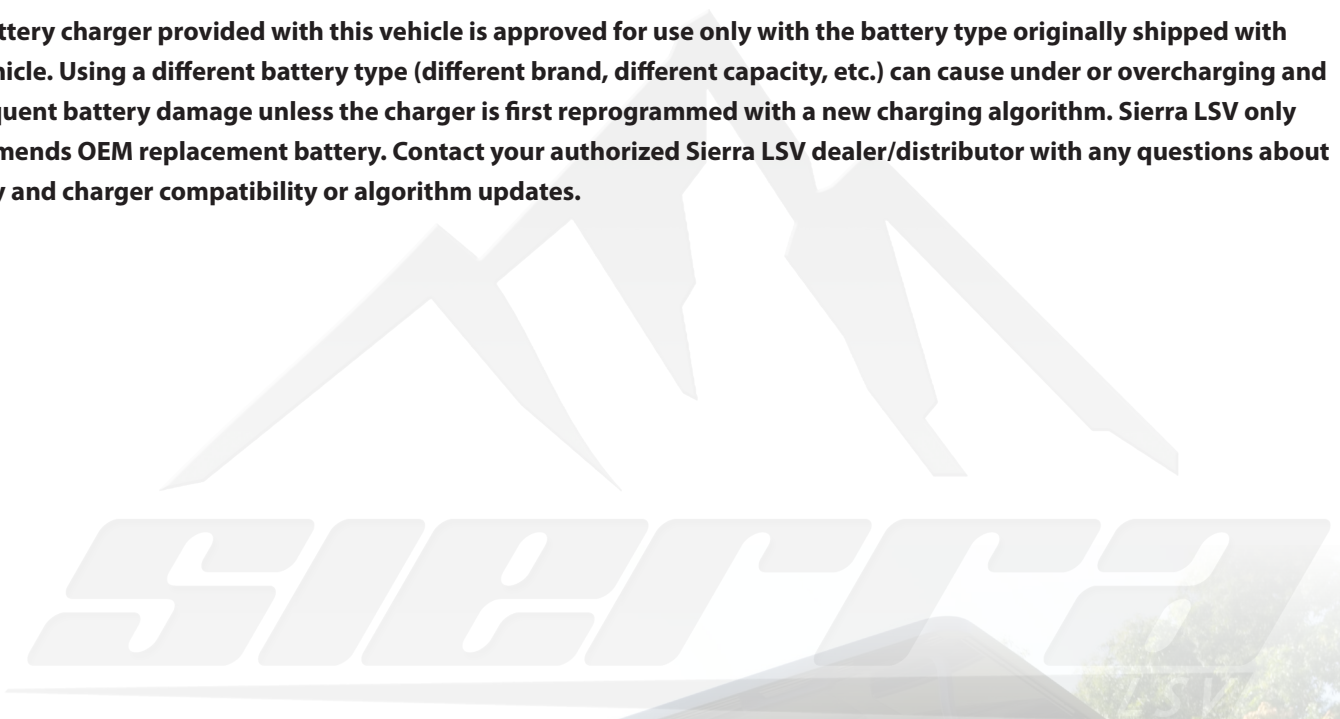 ttery charger provided with this vehicle is approved for use only with the battery type originally shipped with
hicle. Using a different battery type (different brand, different capacity, etc.) can cause under or overcharging and
quent battery damage unless the charger is first reprogrammed with a new charging algorithm. Sierra LSV only
mends OEM replacement battery. Contact your authorized Sierra LSV dealer/distributor with any questions about
y and charger compatibility or algorithm updates.
sierra
LSV